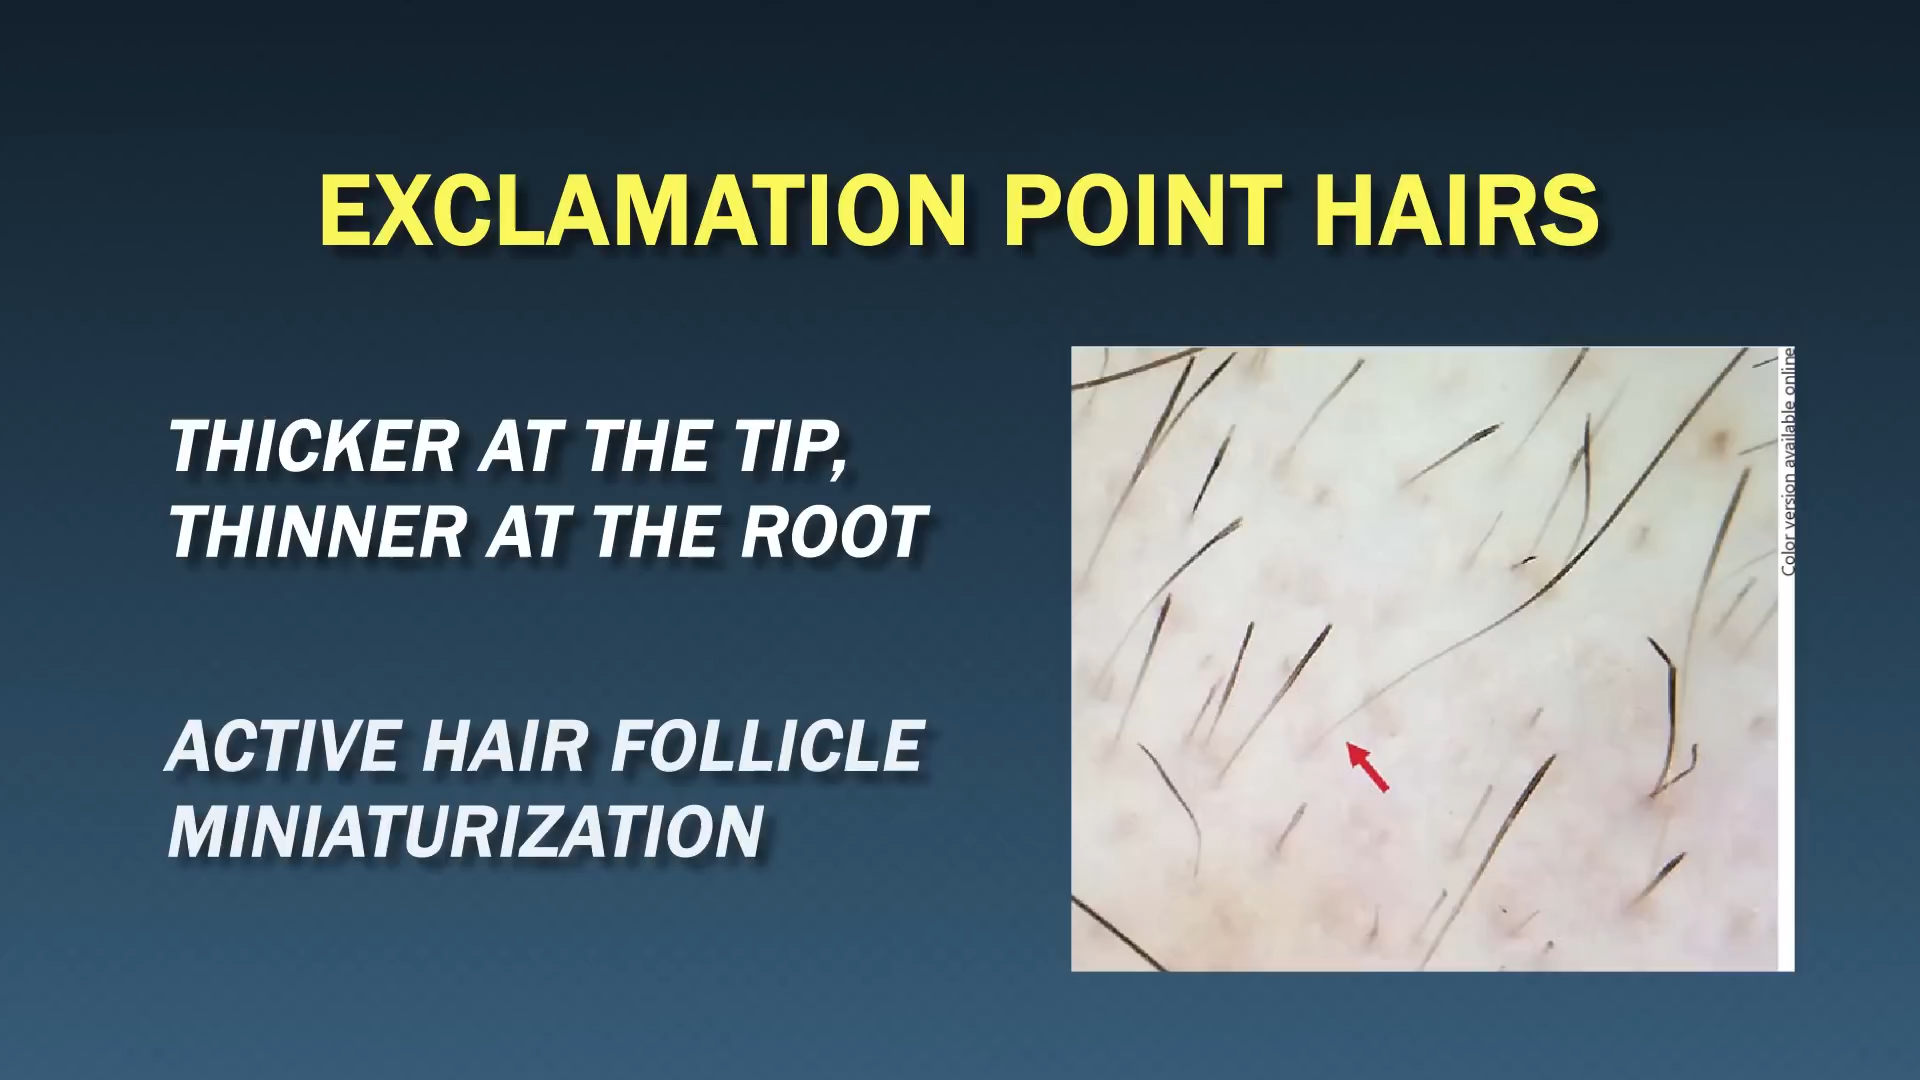 EXCLAMATION POINT HAIRS
THICKER AT THE TIP,
THINNER AT THE ROOT
ACTIVE HAIR FOLLICLE
MINIATURIZATION
Color version available online